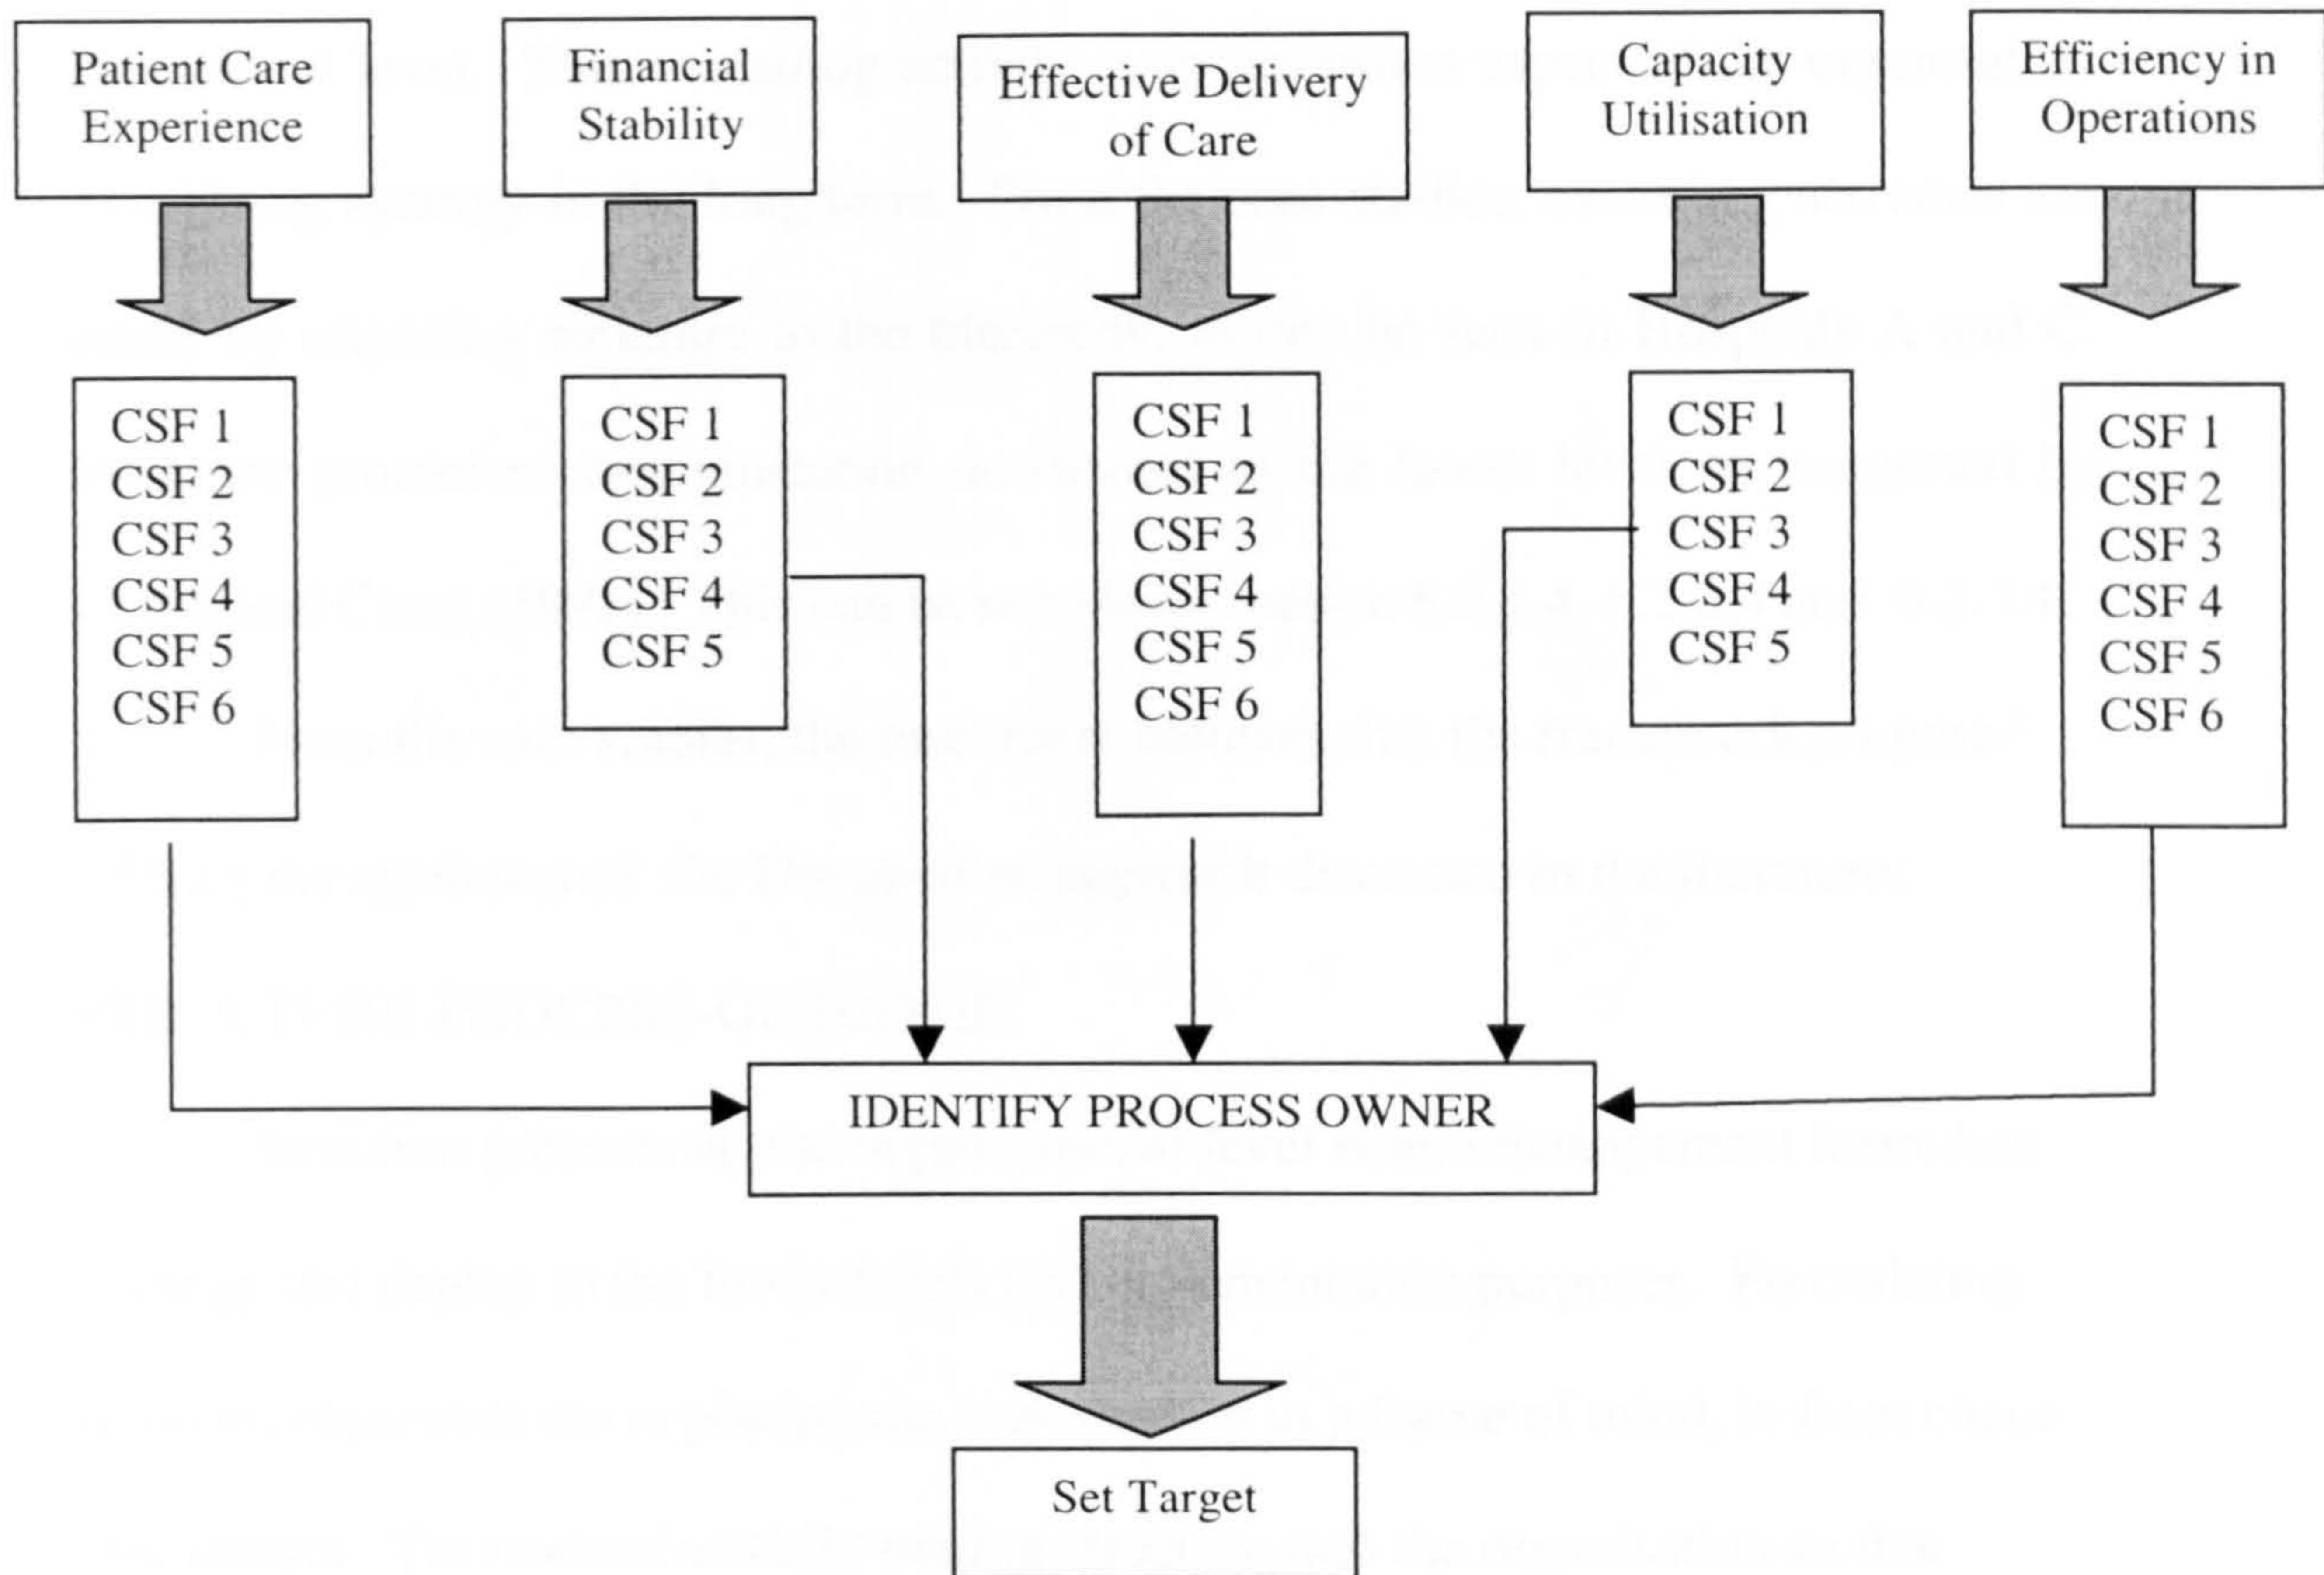 Patient Care
Experience
Financial
Stability
Effective Delivery
of Care
Capacity
Utilisation
Efficiency in
Operations
CSF 1
CSF 2
CSF 3
CSF 4
CSF 5
CSF 6
CSF 1
CSF 2
CSF 3
CSF 4
CSF 5
CSF 1
CSF 2
CSF 3
CSF 4
CSF 5
CSF 6
CSF 1
CSF 2
CSF 3
CSF 4
CSF 5
CSF 1
CSF 2
CSF 3
CSF 4
CSF 5
CSF 6
IDENTIFY PROCESS OWNER
Set Target